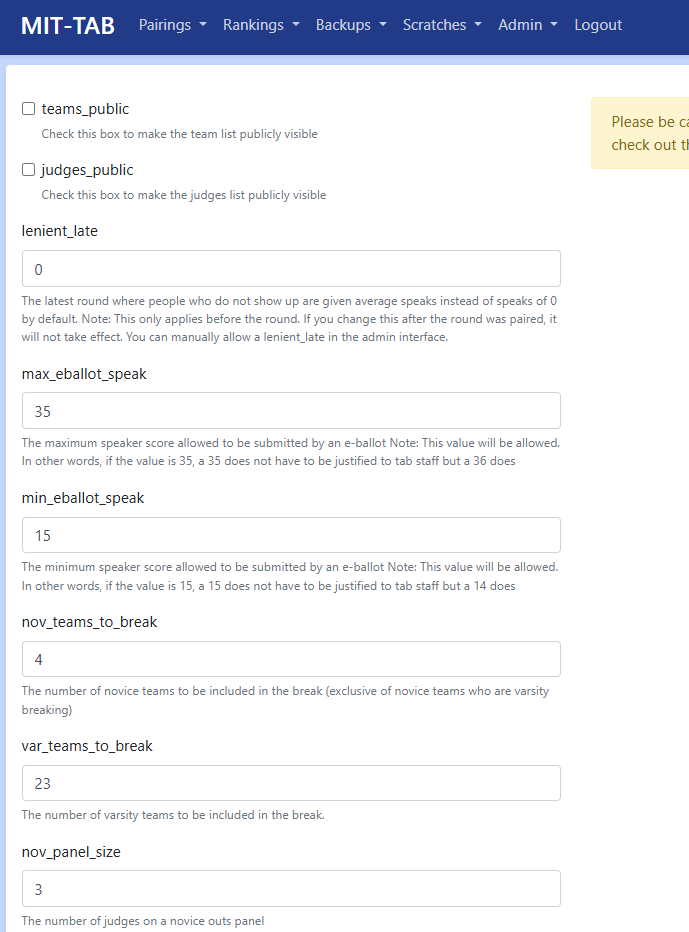 MIT-TAB Pairings Rankings Backups Scratches Admin Logout
teams_public
Check this box to make the team list publicly visible
judges_public
Check this box to make the judges list publicly visible
Please be
check out
lenient_late
0
The latest round where people who do not show up are given average speaks instead of speaks of 0
by default. Note: This only applies before the round. If you change this after the round was paired, it
will not take effect. You can manually allow a lenient_late in the admin interface.
max_eballot_speak
35
The maximum speaker score allowed to be submitted by an e-ballot Note: This value will be allowed.
In other words, if the value is 35, a 35 does not have to be justified to tab staff but a 36 does
min_eballot_speak
15
The minimum speaker score allowed to be submitted by an e-ballot Note: This value will be allowed.
In other words, if the value is 15, a 15 does not have to be justified to tab staff but a 14 does
nov_teams_to_break
4
The number of novice teams to be included in the break (exclusive of novice teams who are varsity
breaking)
var_teams_to_break
23
The number of varsity teams to be included in the break.
nov_panel_size
3
The number of judges on a novice outs panel